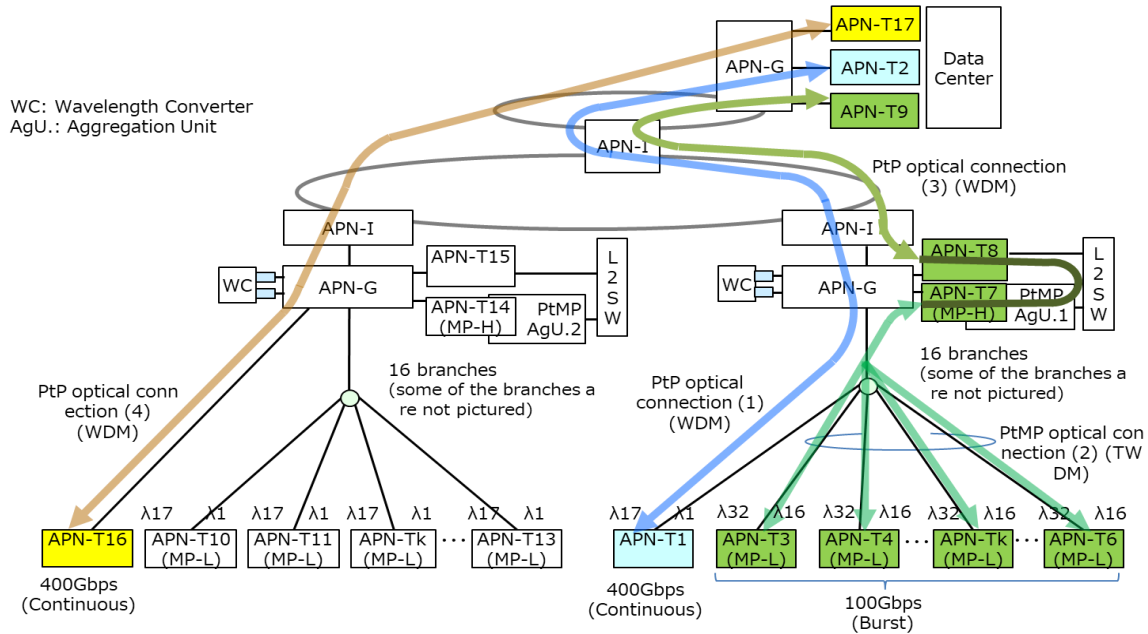 APN-T17
APN-G
APN-T2
Data
Center
APN-T9
WC: Wavelength Converter
AgU.: Aggregation Unit
APN-I
PtP optical connection
(3) (WDM)
APN-I
APN-I
APN-T15
L
2
S
W
WC
APN-G
APN-T14
(MP-H)
PtMP
AgU.2
APN-T8
L
2
S
W
WC
APN-G
APN-T7
(MP-H)
PtMP
AgU.1
16 branches
(some of the branches a
re not pictured)
16 branches
(some of the branches a
re not pictured)
PtP optical conn
ection (4)
(WDM)
PtP optical
connection (1)
(WDM)
PtMP optical con
nection (2) (TW
DM)
λ17 λ1 λ17 λ1 λ17 λ1 λ17 λ1
λ17 λ1 λ32 λ16 λ32 λ16 λ32 λ16 λ32 λ16
APN-T16
APN-T10
(MP-L)
APN-T11
(MP-L)
APN-Tk
(MP-L)
...
APN-T13
(MP-L)
APN-T1
APN-T3
(MP-L)
APN-T4
(MP-L)
...
APN-Tk
(MP-L)
...
APN-T6
(MP-L)
400Gbps
(Continuous)
400Gbps
(Continuous)
100Gbps
(Burst)